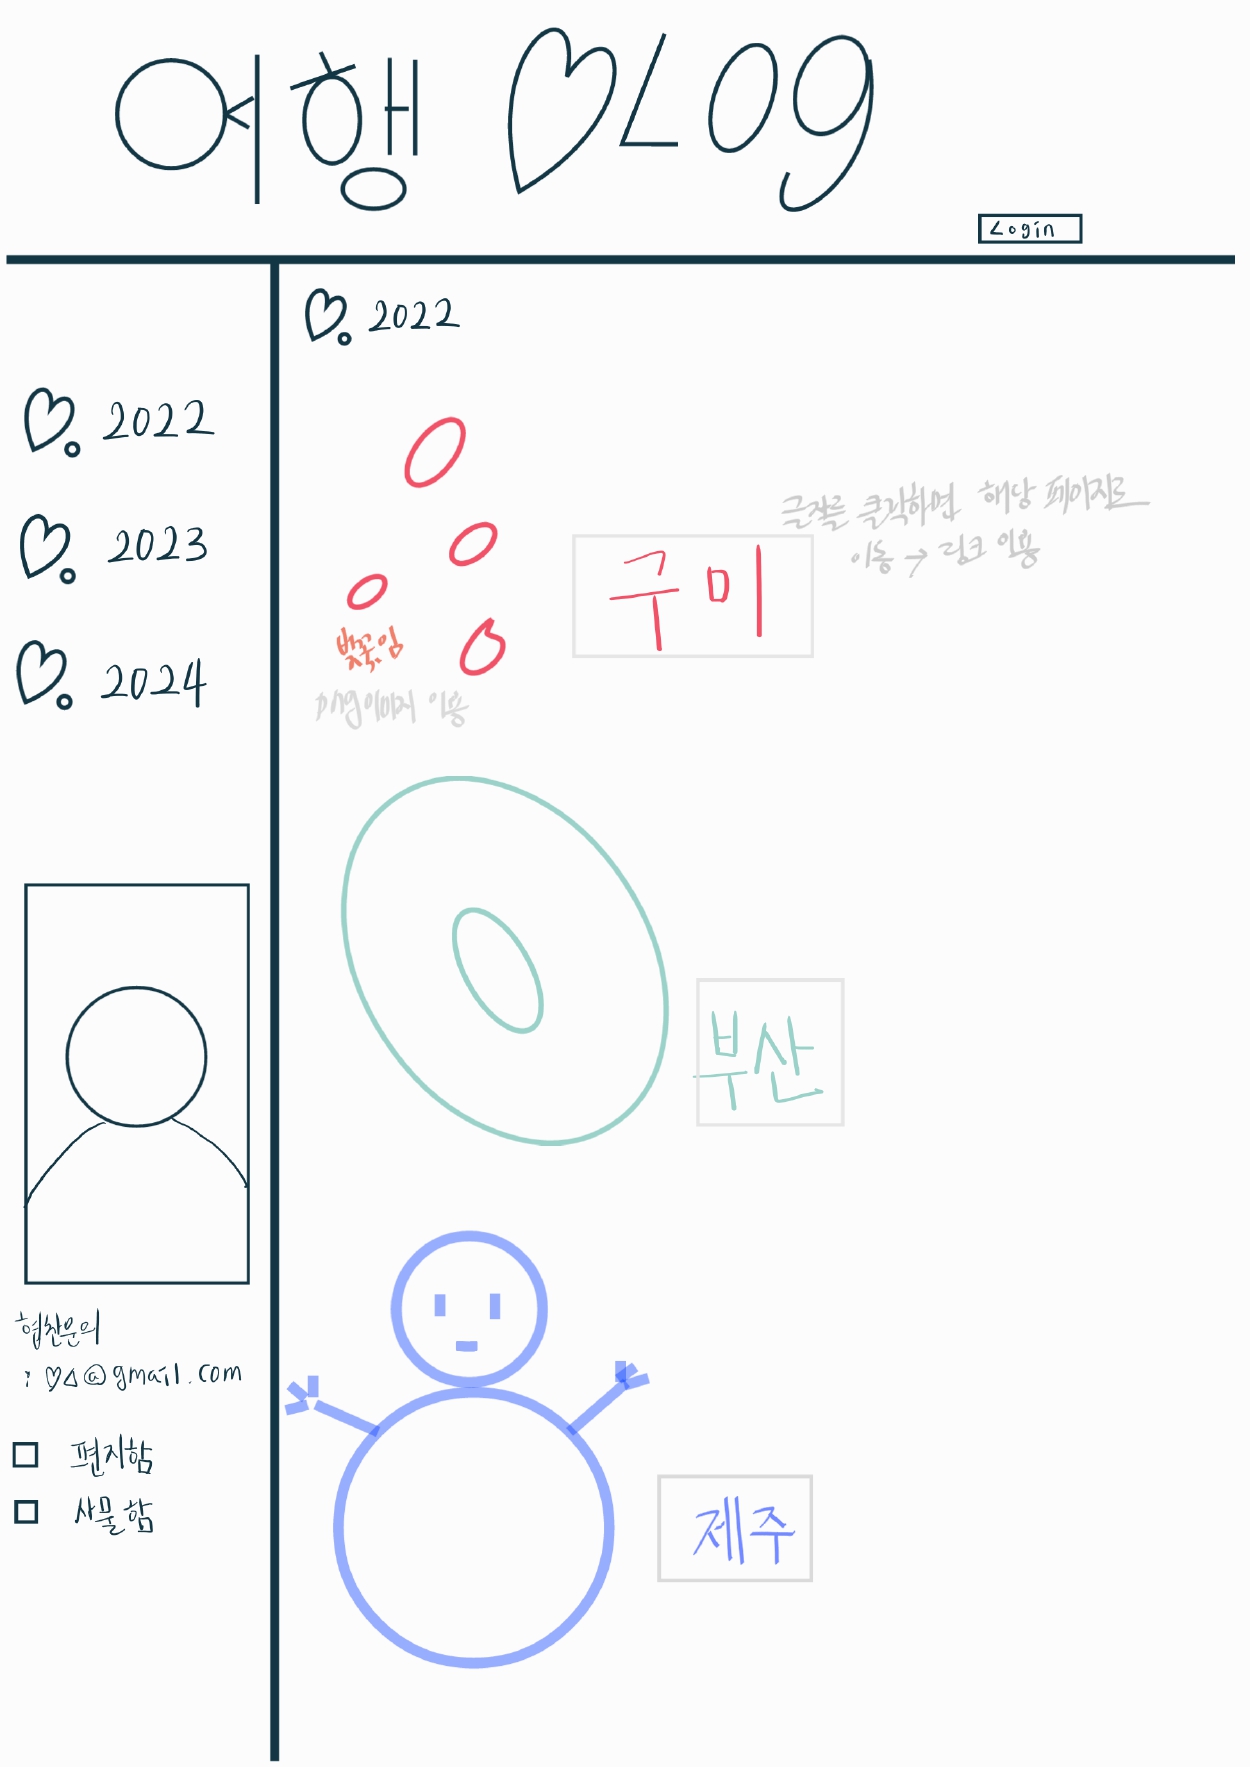 여행 ♡Log
Login
♡. 2022
♡. 2022
♡. 2023
♡. 2024
글자를 클릭하면 해당 페이지로
이동 → 링크 이용
구미
벚꽃잎
png이미지 이용
부산
협찬문의
: ♡△@gmail.com
□ 편지함
□ 사물함
제주